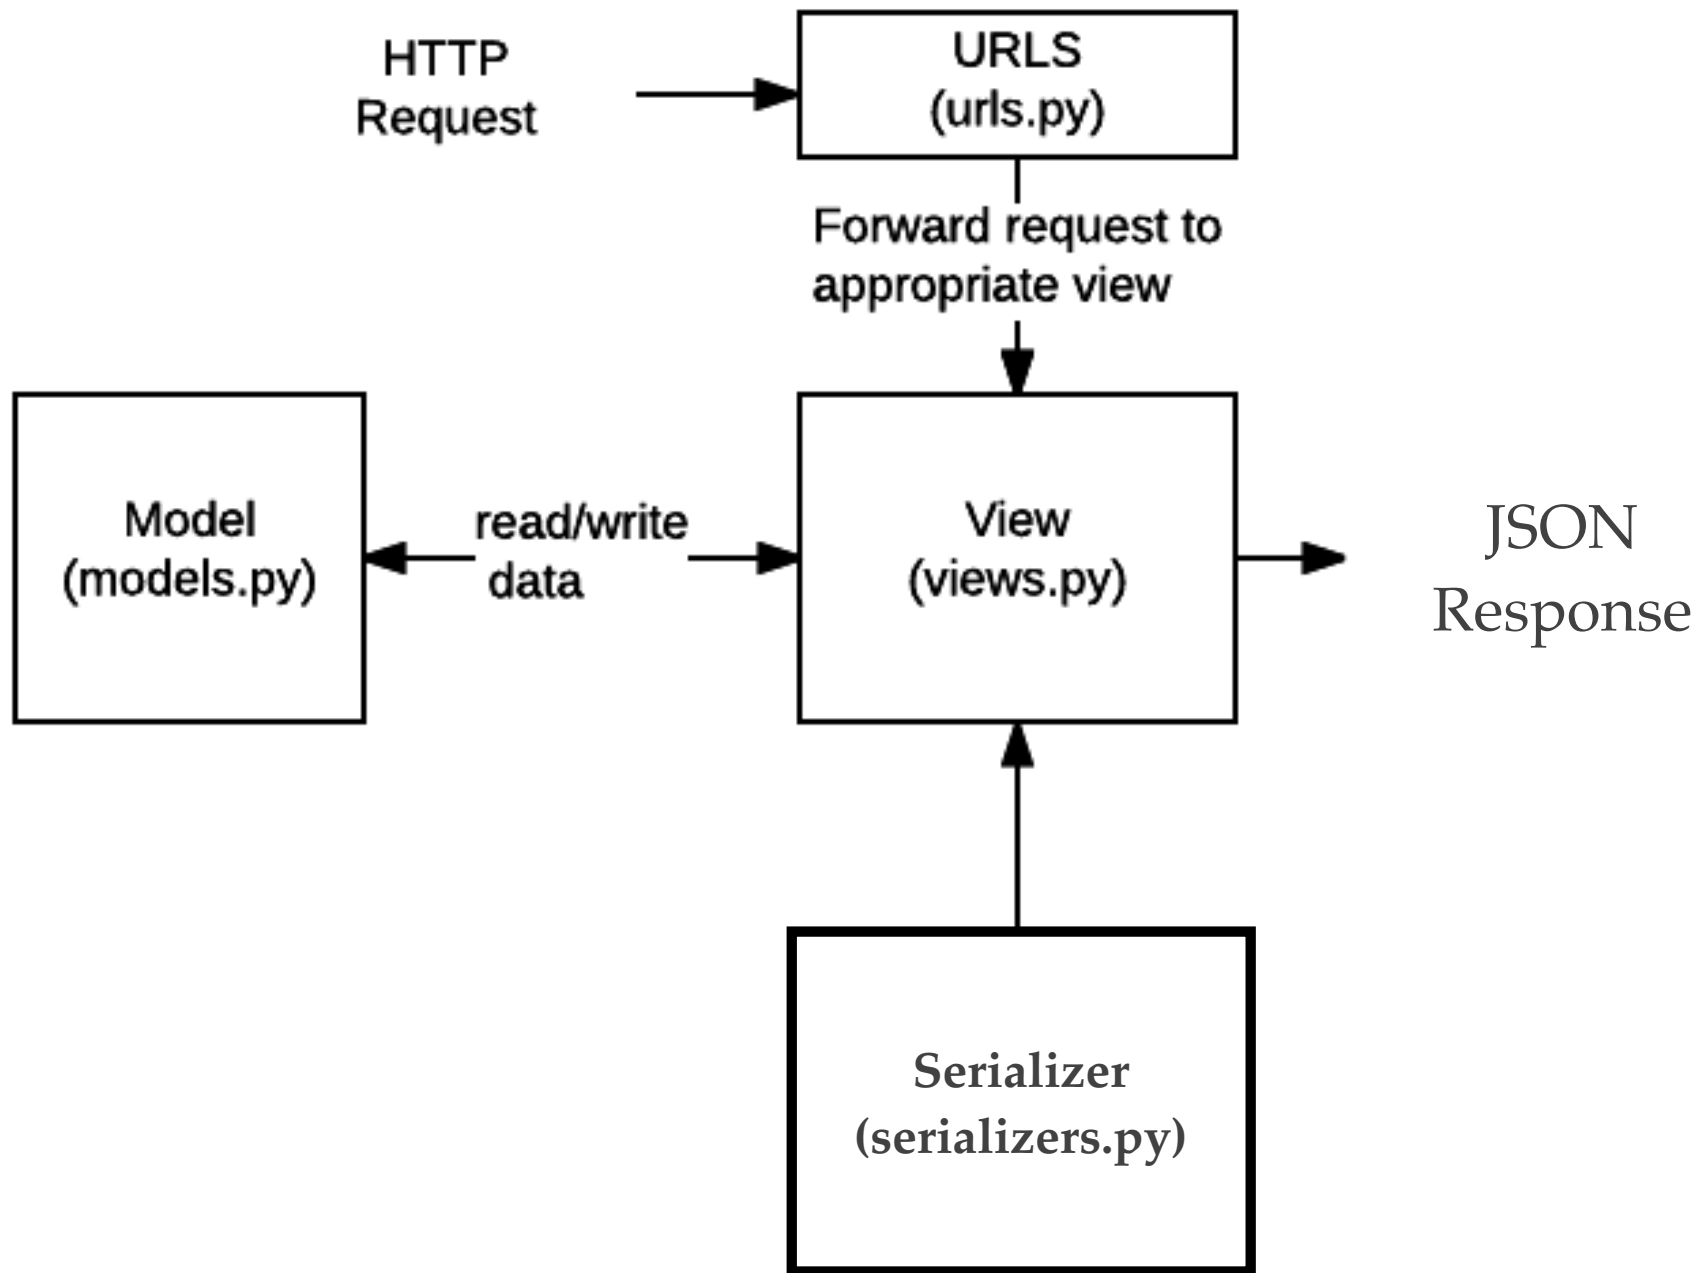 HTTP
Request
URLS
(urls.py)
Forward request to
appropriate view
Model
(models.py)
read/write
data
View
(views.py)
JSON
Response
Serializer
(serializers.py)